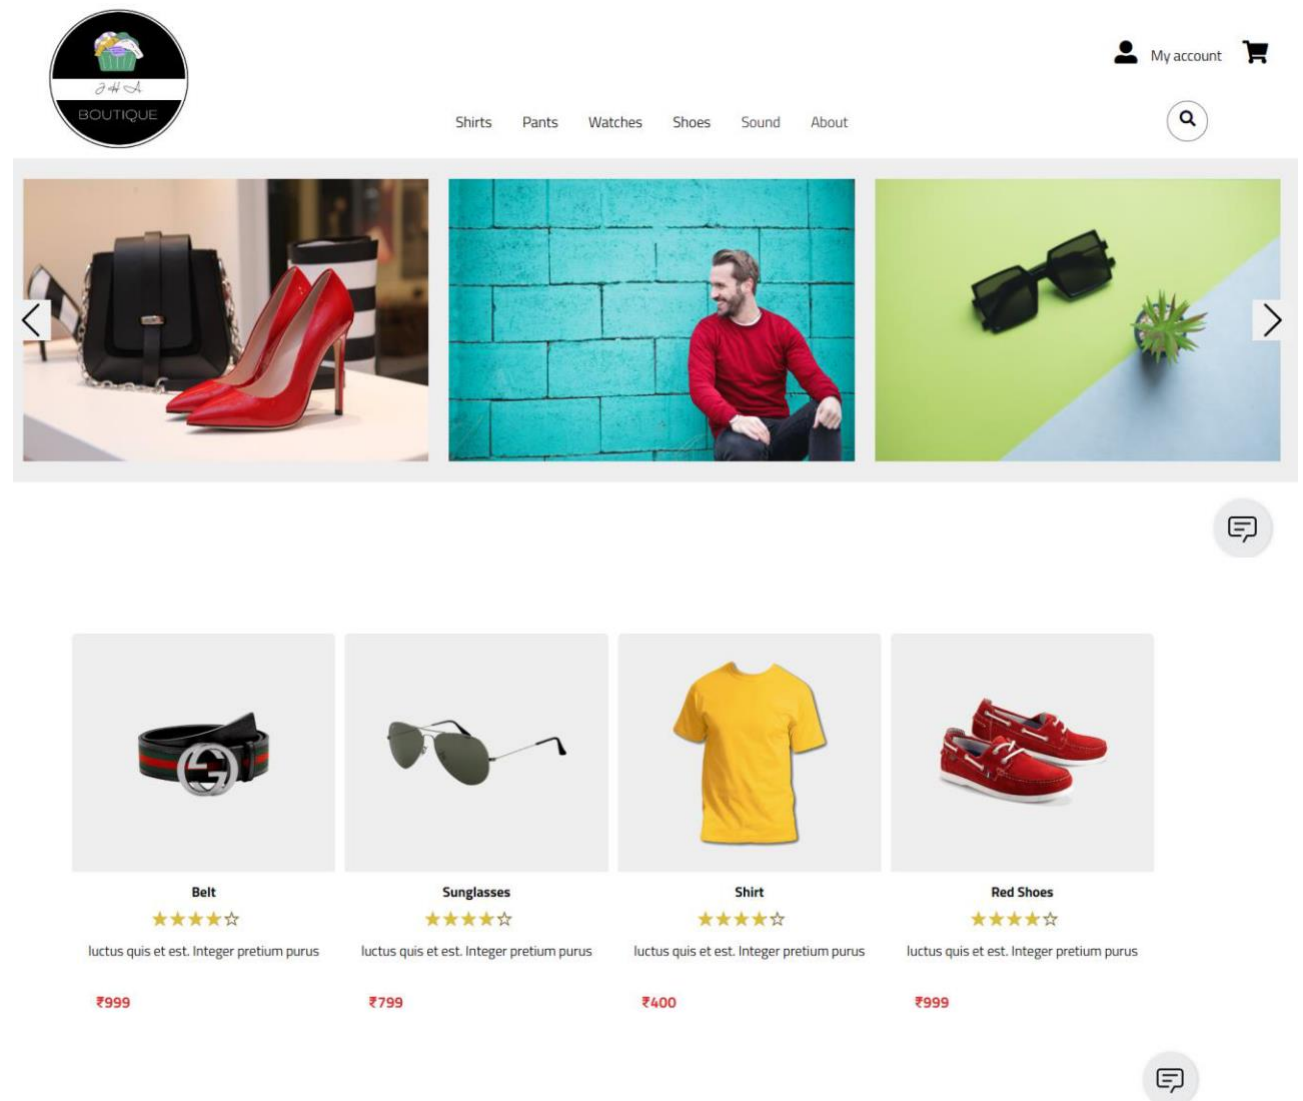 J H A
BOUTIQUE
My account
Shirts Pants Watches Shoes Sound About
Belt Sunglasses Shirt Red Shoes
luctus quis et est. Integer pretium purus luctus quis et est. Integer pretium purus luctus quis et est. Integer pretium purus luctus quis et est. Integer pretium purus
₹999 ₹799 ₹400 ₹999